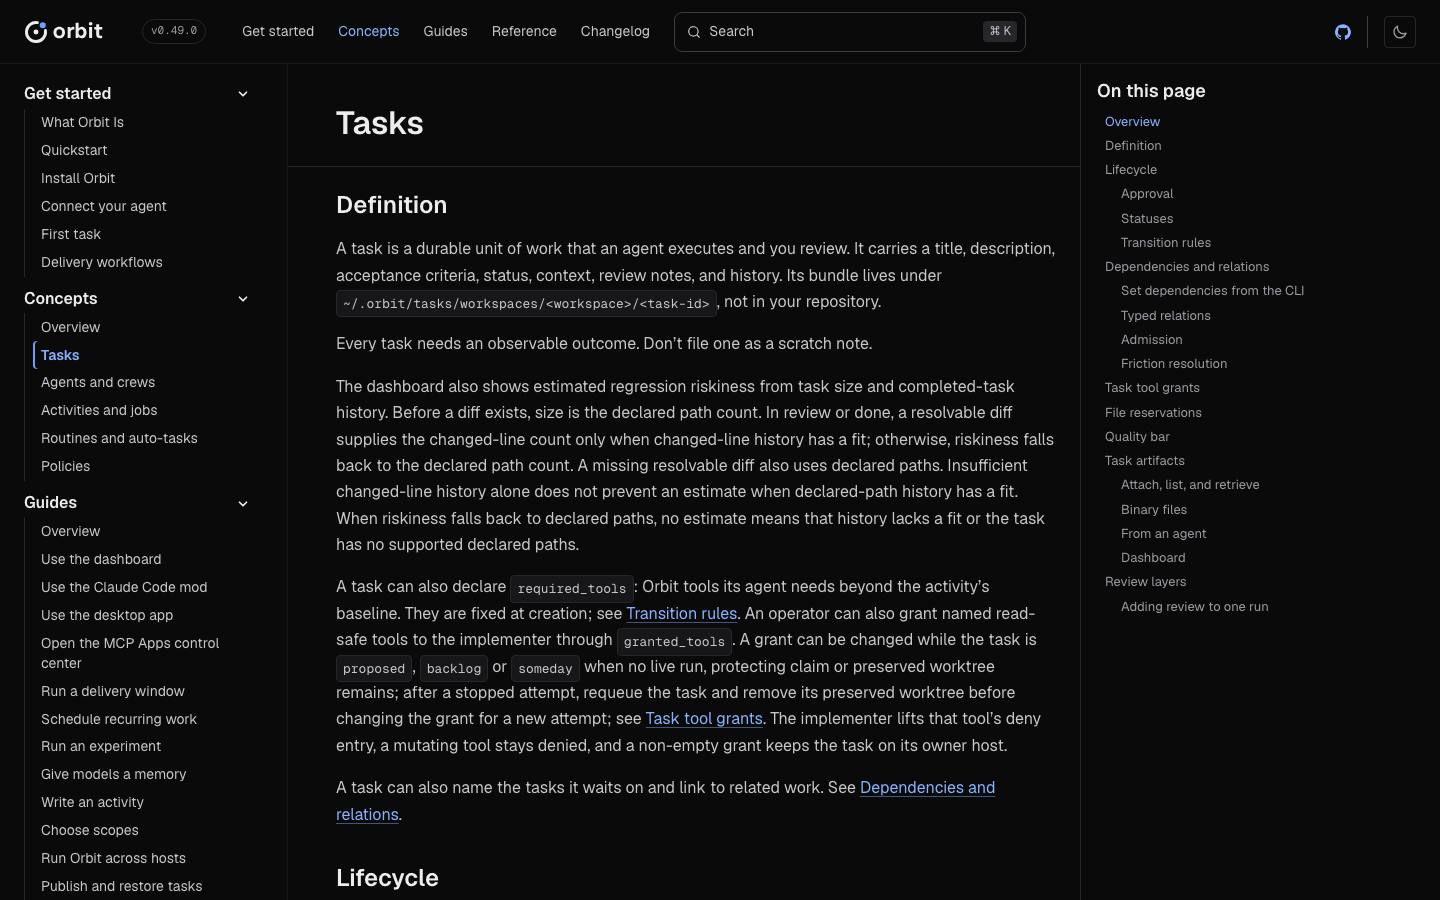 orbit
v0.49.0
Get started
Concepts
Guides
Reference
Changelog
Search
⌘ K
Get started
What Orbit Is
Quickstart
Install Orbit
Connect your agent
First task
Delivery workflows
Concepts
Overview
Tasks
Agents and crews
Activities and jobs
Routines and auto-tasks
Policies
Guides
Overview
Use the dashboard
Use the Claude Code mod
Use the desktop app
Open the MCP Apps control
center
Run a delivery window
Schedule recurring work
Run an experiment
Give models a memory
Write an activity
Choose scopes
Run Orbit across hosts
Publish and restore tasks
Tasks
Definition
A task is a durable unit of work that an agent executes and you review. It carries a title, description,
acceptance criteria, status, context, review notes, and history. Its bundle lives under
~/.orbit/tasks/workspaces/<workspace>/<task-id>, not in your repository.
Every task needs an observable outcome. Don’t file one as a scratch note.
The dashboard also shows estimated regression riskiness from task size and completed-task
history. Before a diff exists, size is the declared path count. In review or done, a resolvable diff
supplies the changed-line count only when changed-line history has a fit; otherwise, riskiness falls
back to the declared path count. A missing resolvable diff also uses declared paths. Insufficient
changed-line history alone does not prevent an estimate when declared-path history has a fit.
When riskiness falls back to declared paths, no estimate means that history lacks a fit or the task
has no supported declared paths.
A task can also declare required_tools: Orbit tools its agent needs beyond the activity’s
baseline. They are fixed at creation; see Transition rules. An operator can also grant named read-
safe tools to the implementer through granted_tools. A grant can be changed while the task is
proposed, backlog or someday when no live run, protecting claim or preserved worktree
remains; after a stopped attempt, requeue the task and remove its preserved worktree before
changing the grant for a new attempt; see Task tool grants. The implementer lifts that tool’s deny
entry, a mutating tool stays denied, and a non-empty grant keeps the task on its owner host.
A task can also name the tasks it waits on and link to related work. See Dependencies and
relations.
Lifecycle
On this page
Overview
Definition
Lifecycle
Approval
Statuses
Transition rules
Dependencies and relations
Set dependencies from the CLI
Typed relations
Admission
Friction resolution
Task tool grants
File reservations
Quality bar
Task artifacts
Attach, list, and retrieve
Binary files
From an agent
Dashboard
Review layers
Adding review to one run